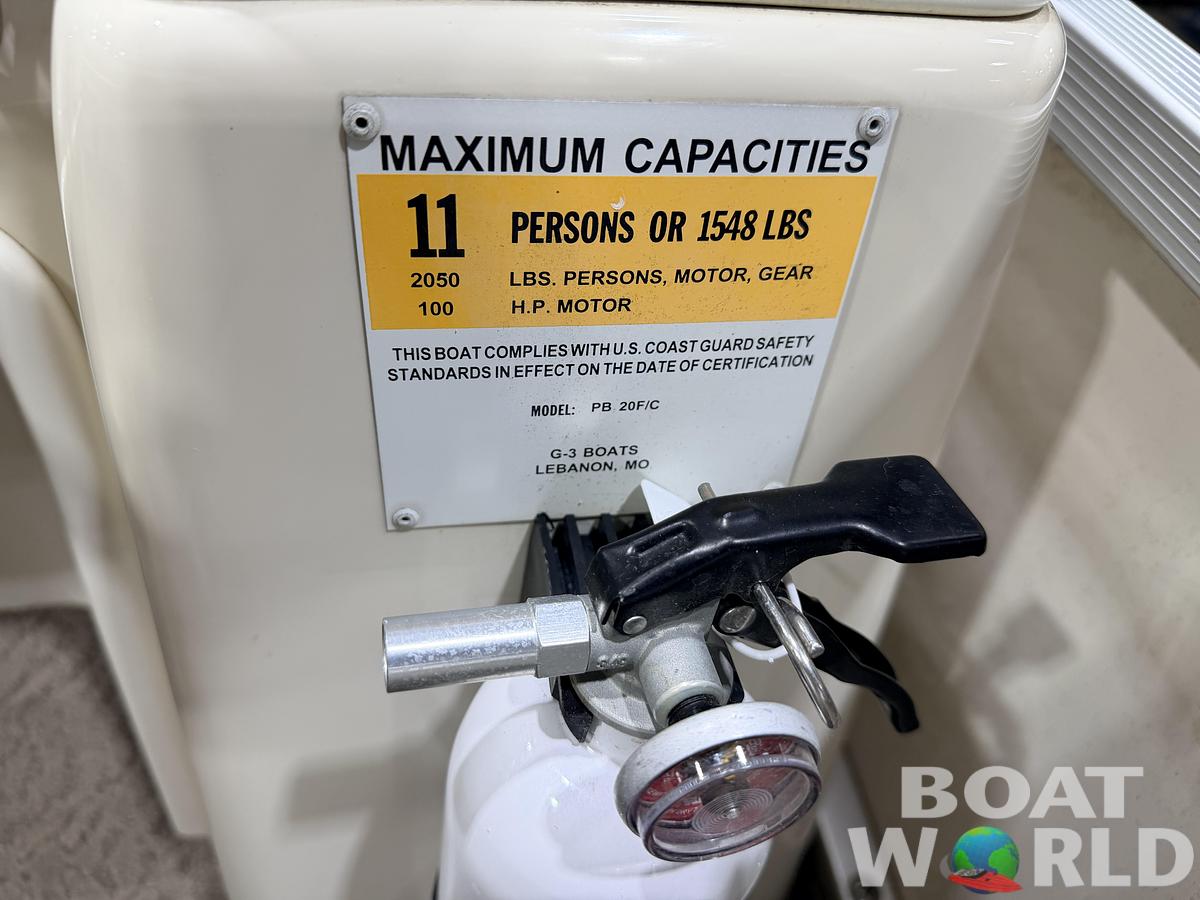 MAXIMUM CAPACITIES
11 PERSONS OR 1548 LBS
2050 LBS. PERSONS, MOTOR, GEAR
100 H.P. MOTOR
THIS BOAT COMPLIES WITH U.S. COAST GUARD SAFETY
STANDARDS IN EFFECT ON THE DATE OF CERTIFICATION
MODEL: PB 20F/C
G-3 BOATS
LEBANON, MO
BOAT
WORLD